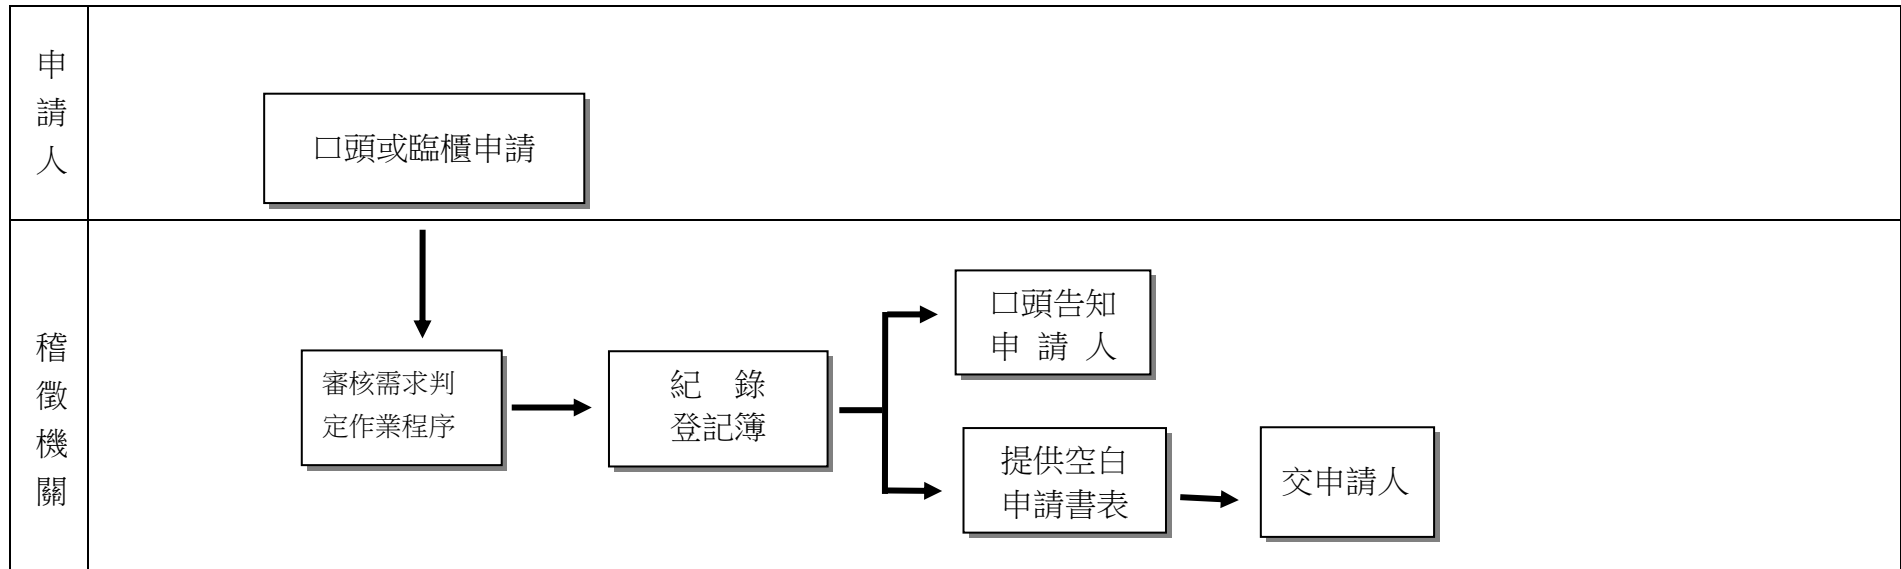 申請人
口頭或臨櫃申請
稽徵機關
審核需求判
定作業程序
紀　錄
登記簿
口頭告知
申 請 人
提供空白
申請書表
交申請人